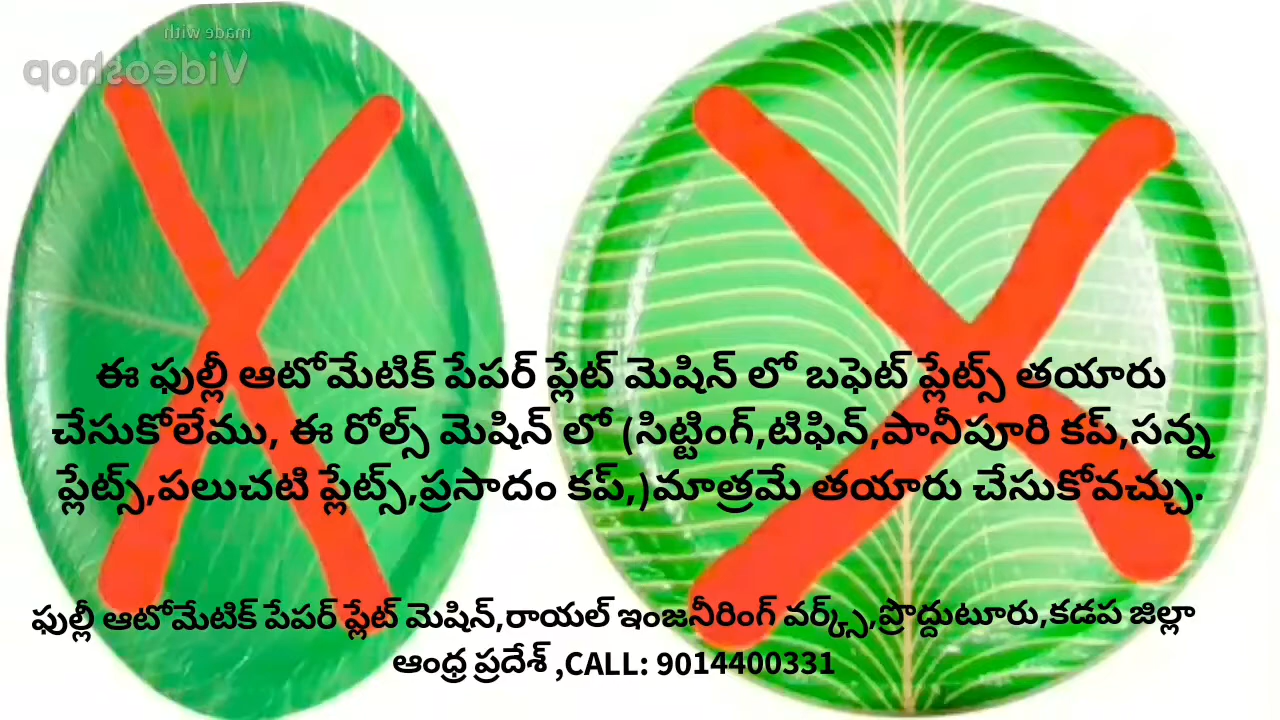 made with
Videoshop
ఈ ఫుల్లీ ఆటోమేటిక్ పేపర్ ప్లేట్ మెషిన్ లో బఫెట్ ప్లేట్స్ తయారు
చేసుకోలేము, ఈ రోల్స్ మెషిన్ లో (సిట్టింగ్,టిఫిన్,పానీపూరి కప్,సన్న
ప్లేట్స్,పలుచటి ప్లేట్స్,ప్రసాదం కప్,)మాత్రమే తయారు చేసుకోవచ్చు.
ఫుల్లీ ఆటోమేటిక్ పేపర్ ప్లేట్ మెషిన్,రాయల్ ఇంజనీరింగ్ వర్క్స్,ప్రొద్దుటూరు,కడప జిల్లా
ఆంధ్ర ప్రదేశ్ ,CALL: 9014400331